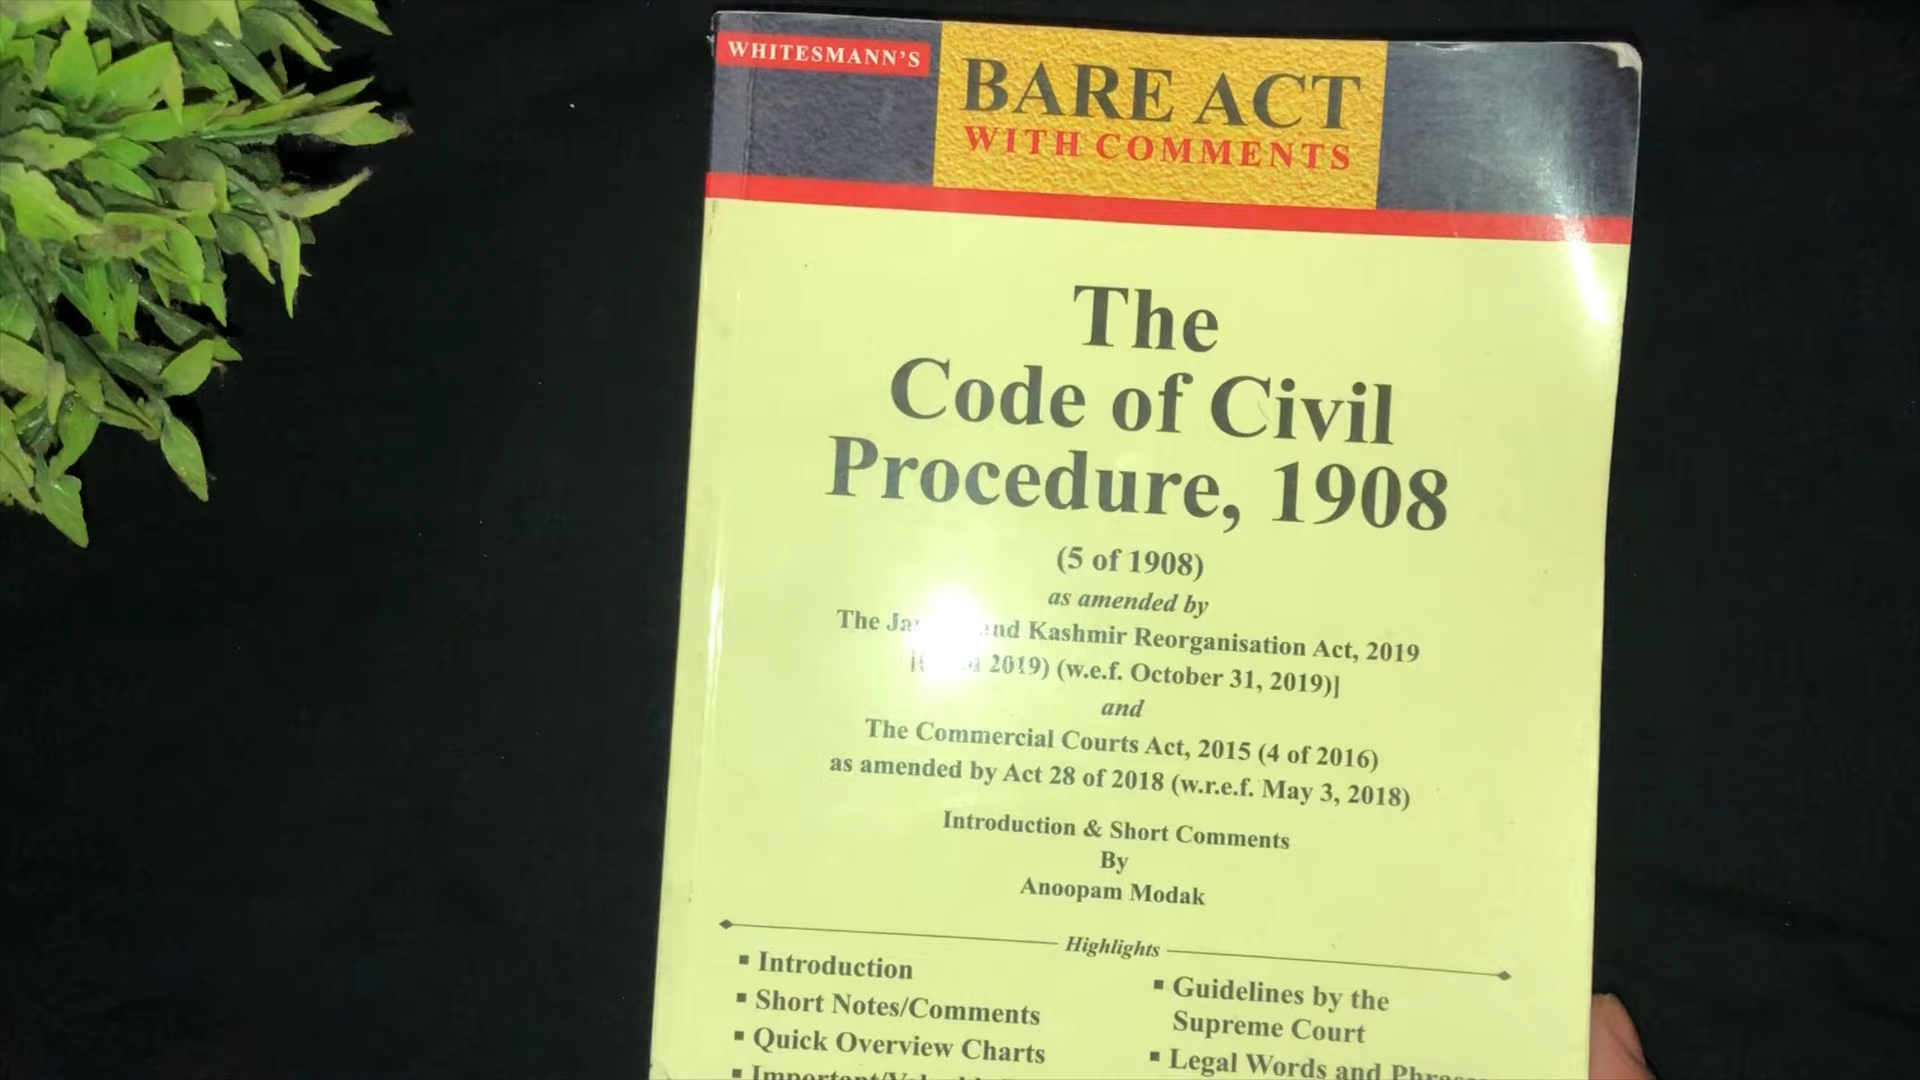 WHITESMANN'S
BARE ACT
WITH COMMENTS
The
Code of Civil
Procedure, 1908
(5 of 1908)
as amended by
The and Kashmir Reorganisation Act, 2019
2019) (w.e.f. October 31, 2019)]
and
The Commercial Courts Act, 2015 (4 of 2016)
as amended by Act 28 of 2018 (w.r.e.f. May 3, 2018)
Introduction & Short Comments
By
Anoopam Modak
Highlights
▪ Introduction
▪ Short Notes/Comments
▪ Quick Overview Charts
▪ Guidelines by the
Supreme Court
▪ Legal Words and